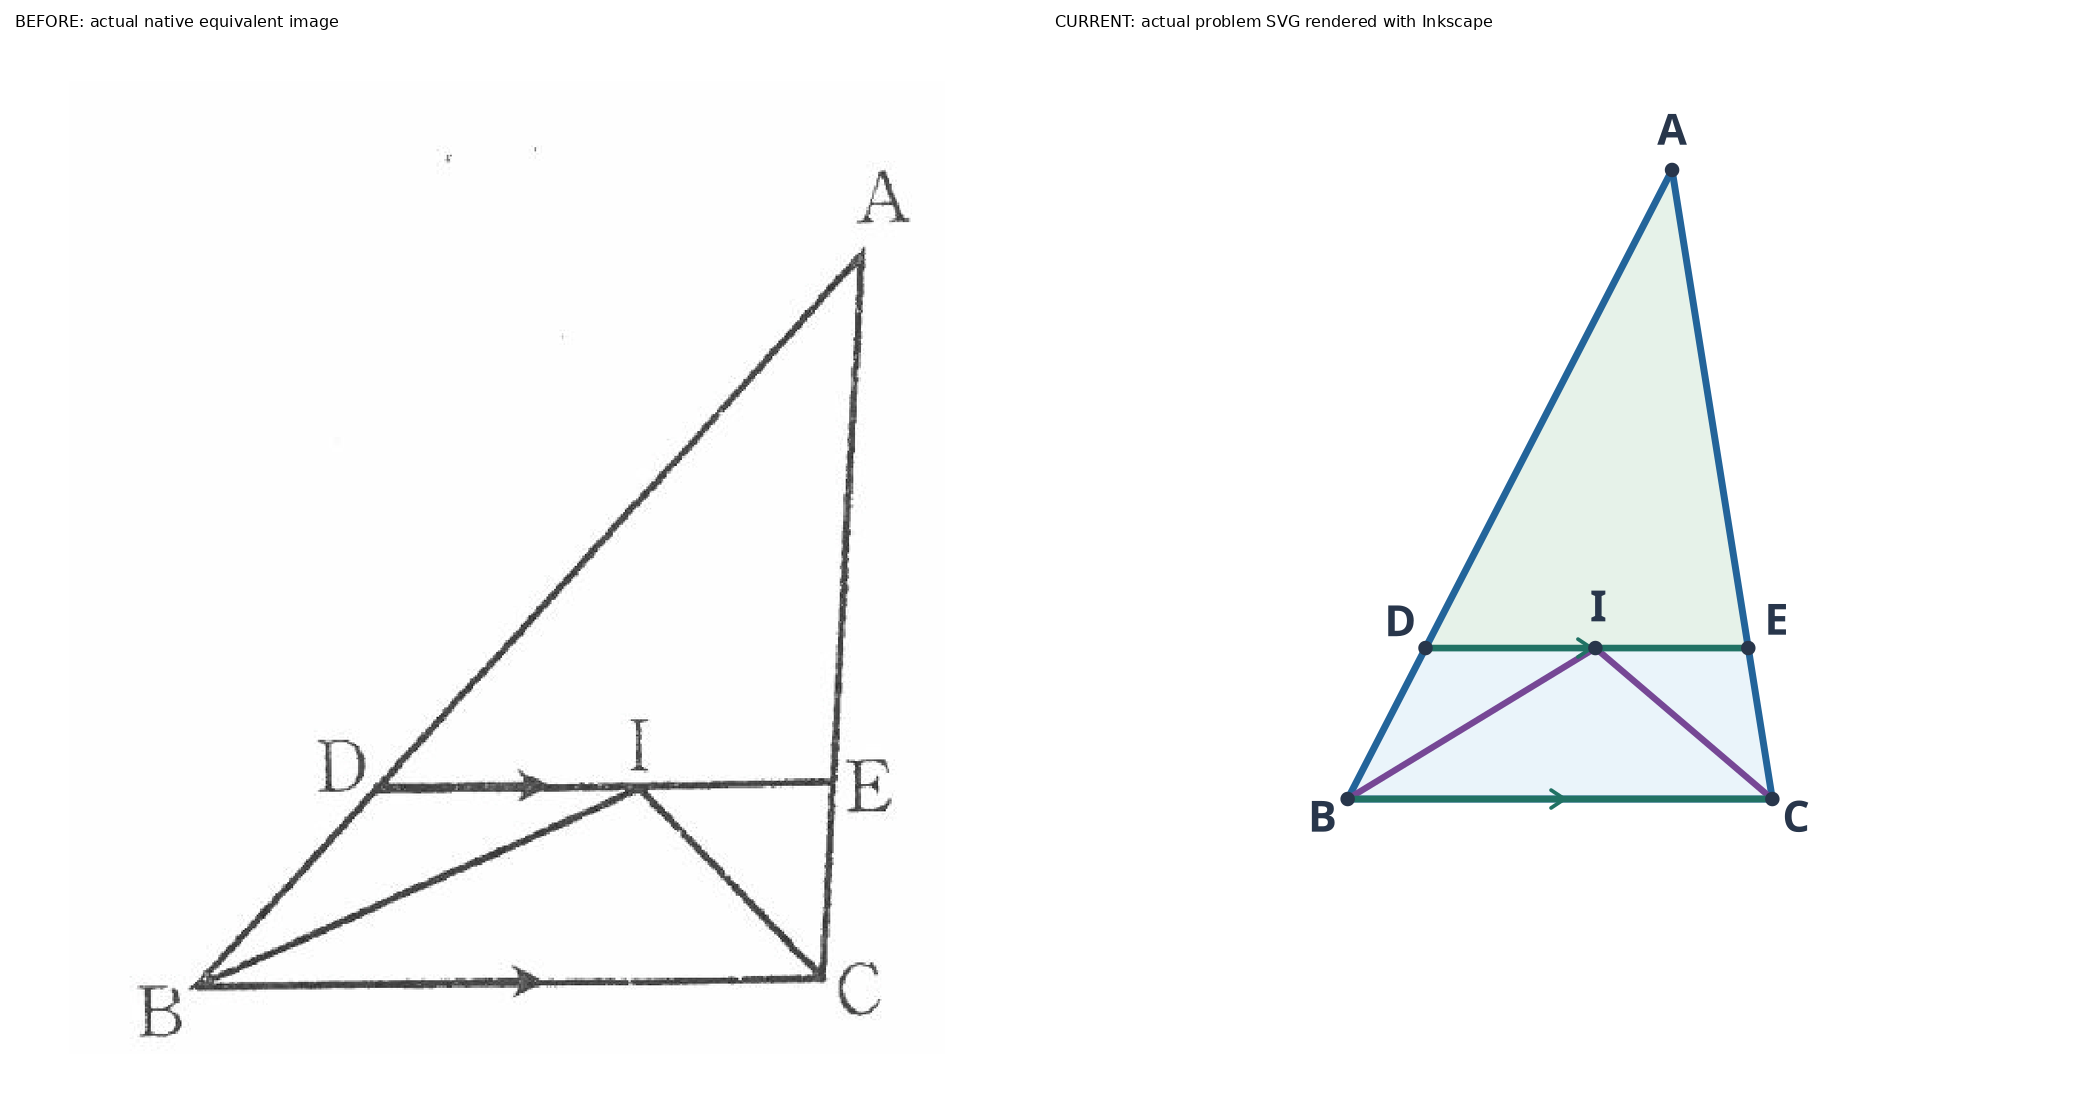 BEFORE: actual native equivalent image
CURRENT: actual problem SVG rendered with Inkscape
A
D
I
E
B
C
A
D
I
E
B
C